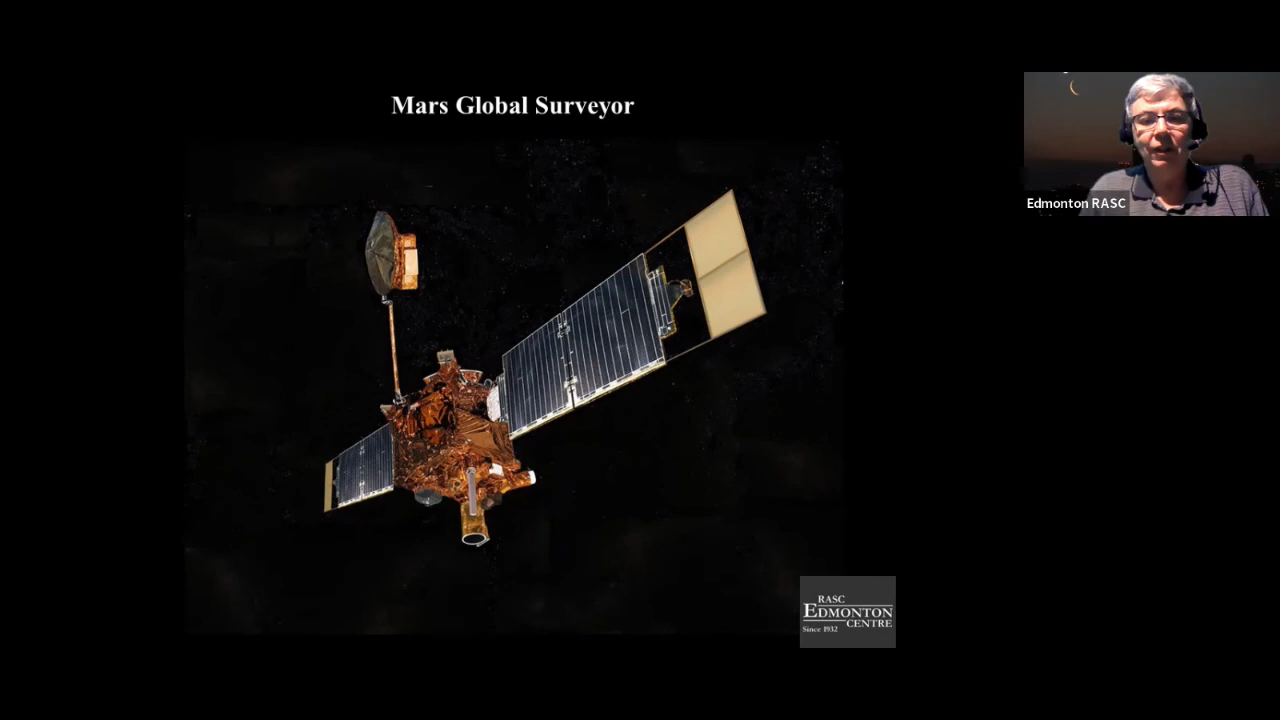 Mars Global Surveyor
Edmonton RASC
RASC
EDMONTON
CENTRE
Since 1932